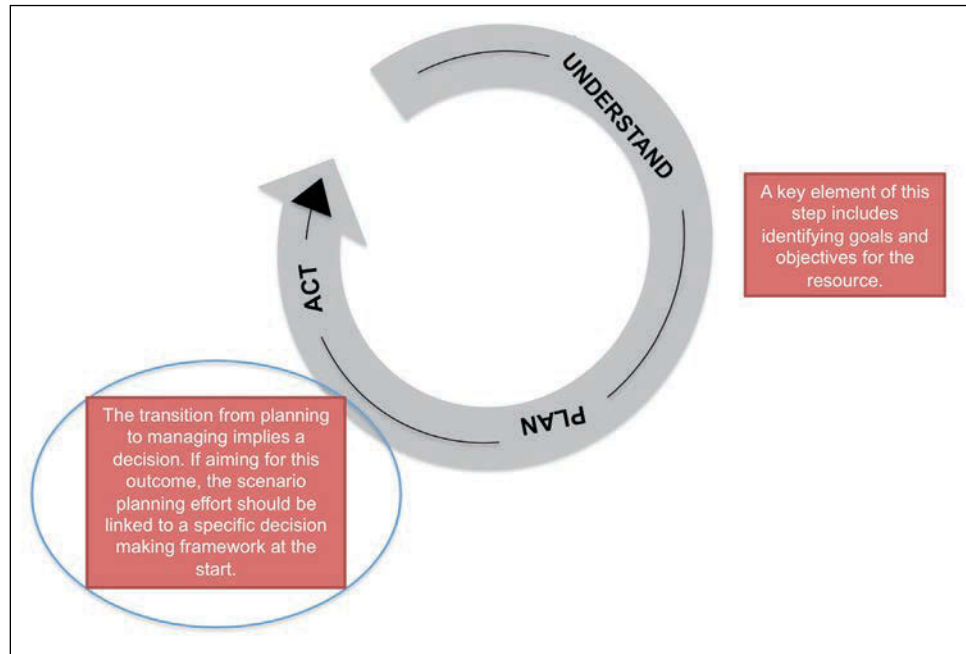 UNDERSTAND
A key element of this
step includes
identifying goals and
objectives for the
resource.
ACT
PLAN
The transition from planning
to managing implies a
decision. If aiming for this
outcome, the scenario
planning effort should be
linked to a specific decision
making framework at the
start.